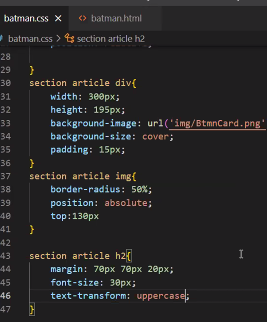 batman.css batman.html
batman.css > section article h2
28
29 }
30 section article div{
31 width: 300px;
32 height: 195px;
33 background-image: url('img/BtmnCard.png'
34 background-size: cover;
35 padding: 15px;
36 }
37 section article img{
38 border-radius: 50%;
39 position: absolute;
40 top:130px
41 }
42
43 section article h2{
44 margin: 70px 70px 20px;
45 font-size: 30px;
46 text-transform: uppercase;
47 }